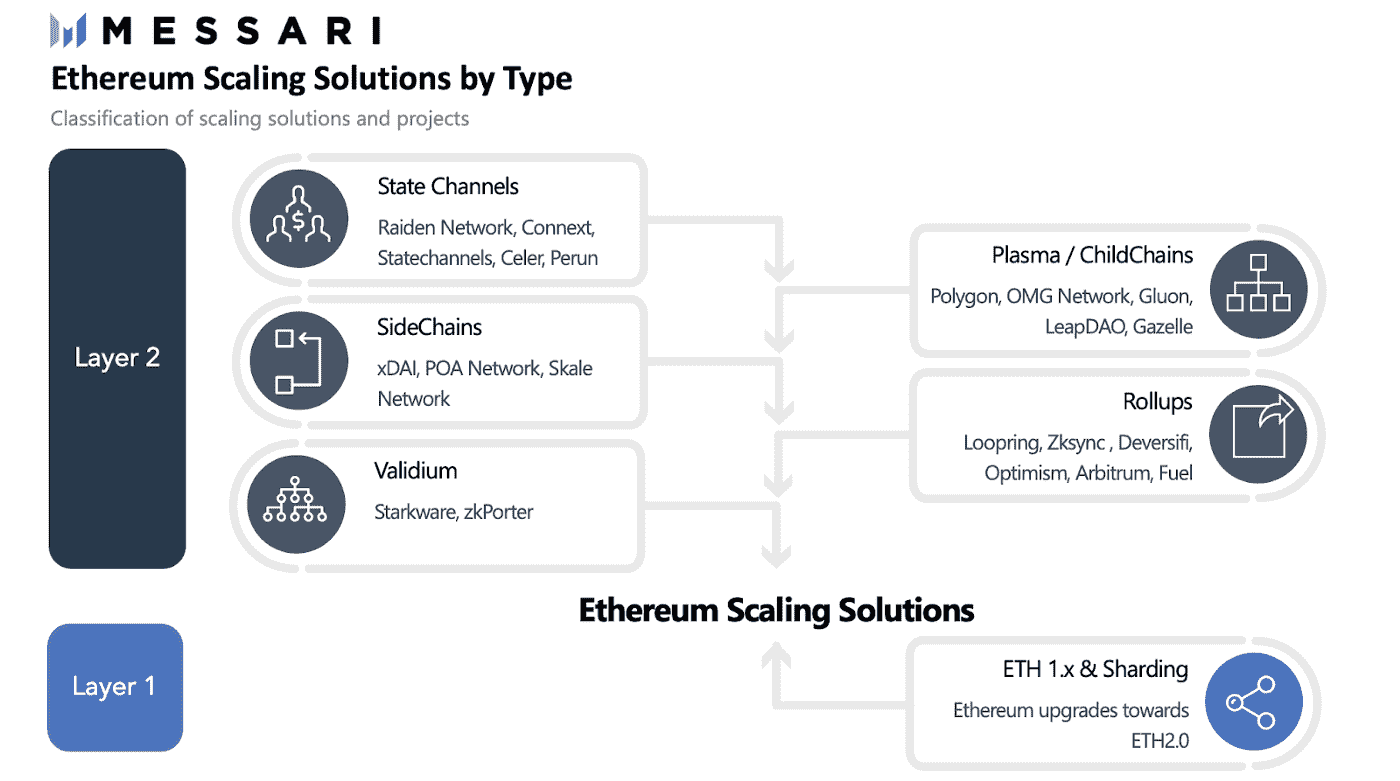 MESSARI
Ethereum Scaling Solutions by Type
Classification of scaling solutions and projects
Layer 2
State Channels
Raiden Network, Connext,
Statechannels, Celer, Perun
Plasma / ChildChains
Polygon, OMG Network, Gluon,
LeapDAO, Gazelle
SideChains
xDAI, POA Network, Skale
Network
Rollups
Loopring, Zksync , Deversifi,
Optimism, Arbitrum, Fuel
Validium
Starkware, zkPorter
Ethereum Scaling Solutions
Layer 1
ETH 1.x & Sharding
Ethereum upgrades towards
ETH2.0
$